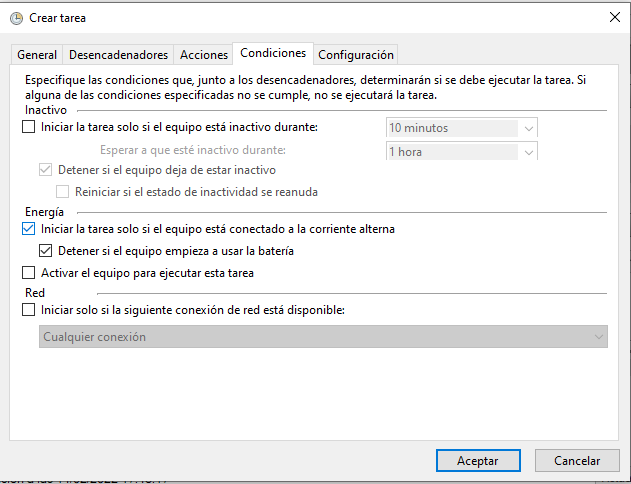 Crear tarea
General
Desencadenadores
Acciones
Condiciones
Configuración
Especifique las condiciones que, junto a los desencadenadores, determinarán si se debe ejecutar la tarea. Si
alguna de las condiciones especificadas no se cumple, no se ejecutará la tarea.
Inactivo
Iniciar la tarea solo si el equipo está inactivo durante:
10 minutos
Esperar a que esté inactivo durante:
1 hora
Detener si el equipo deja de estar inactivo
Reiniciar si el estado de inactividad se reanuda
Energía
Iniciar la tarea solo si el equipo está conectado a la corriente alterna
Detener si el equipo empieza a usar la batería
Activar el equipo para ejecutar esta tarea
Red
Iniciar solo si la siguiente conexión de red está disponible:
Cualquier conexión
Aceptar
Cancelar